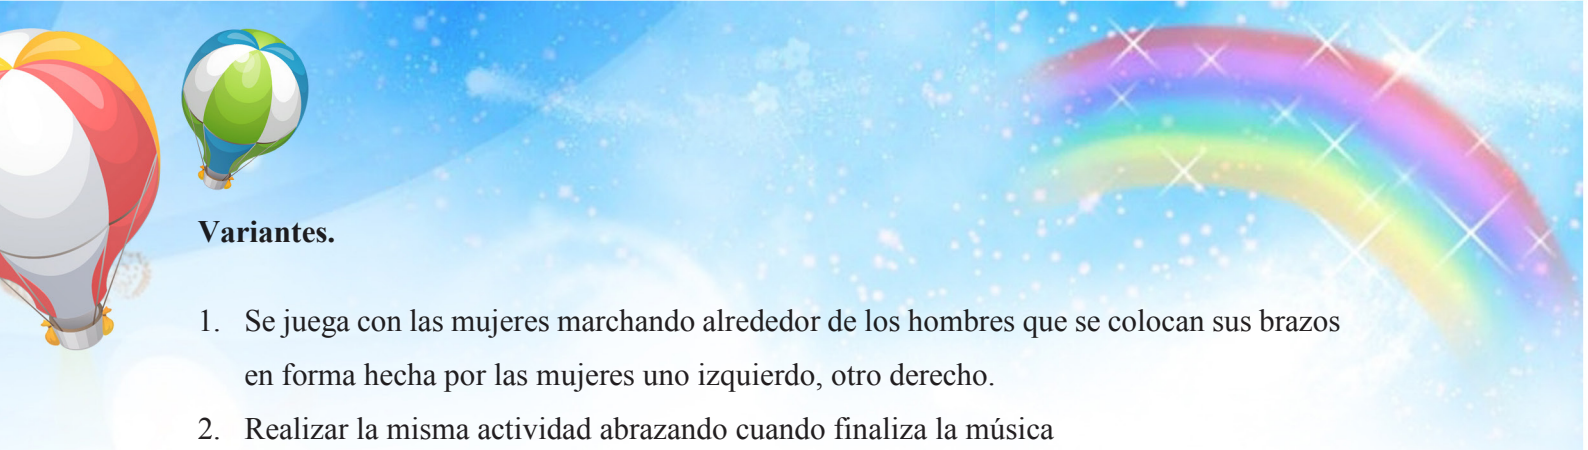 Variantes.
1. Se juega con las mujeres marchando alrededor de los hombres que se colocan sus brazos
en forma hecha por las mujeres uno izquierdo, otro derecho.
2. Realizar la misma actividad abrazando cuando finaliza la música